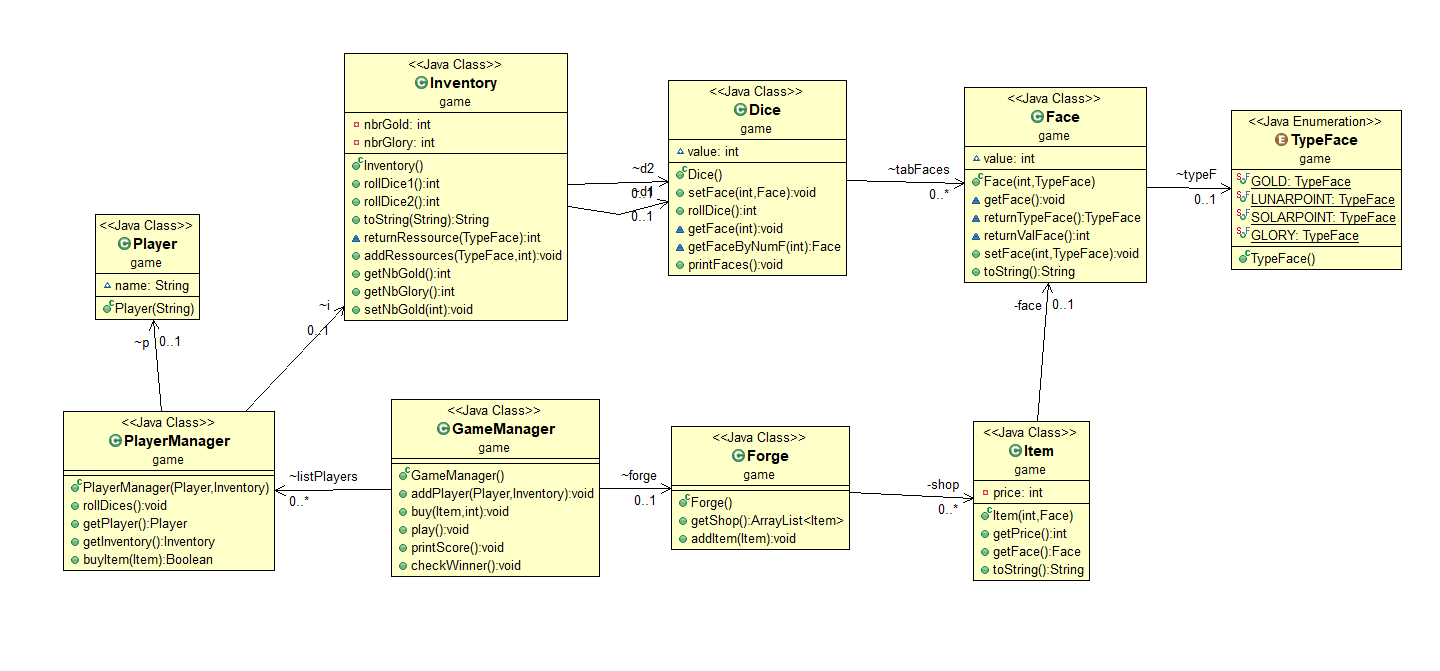 <<Java Class>>
Inventory
game
nbrGold: int
nbrGlory: int
Inventory()
rollDice1():int
rollDice2():int
toString(String):String
returnRessource(TypeFace):int
addRessources(TypeFace,int):void
getNbGold():int
getNbGlory():int
setNbGold(int):void
~d2
0..1
~d1
0..1
<<Java Class>>
Dice
game
value: int
Dice()
setFace(int,Face):void
rollDice():int
getFace(int):void
getFaceByNumF(int):Face
printFaces():void
~tabFaces
0..*
<<Java Class>>
Face
game
value: int
Face(int,TypeFace)
getFace():void
returnTypeFace():TypeFace
returnValFace():int
setFace(int,TypeFace):void
toString():String
~typeF
0..1
<<Java Enumeration>>
TypeFace
game
GOLD: TypeFace
LUNARPOINT: TypeFace
SOLARPOINT: TypeFace
GLORY: TypeFace
TypeFace()
<<Java Class>>
Player
game
name: String
Player(String)
~p
0..1
~i
0..1
-face
0..1
<<Java Class>>
PlayerManager
game
PlayerManager(Player,Inventory)
rollDices():void
getPlayer():Player
getInventory():Inventory
buyItem(Item):Boolean
~listPlayers
0..*
<<Java Class>>
GameManager
game
GameManager()
addPlayer(Player,Inventory):void
buy(Item,int):void
play():void
printScore():void
checkWinner():void
~forge
0..1
<<Java Class>>
Forge
game
Forge()
getShop():ArrayList<Item>
addItem(Item):void
-shop
0..*
<<Java Class>>
Item
game
price: int
Item(int,Face)
getPrice():int
getFace():Face
toString():String